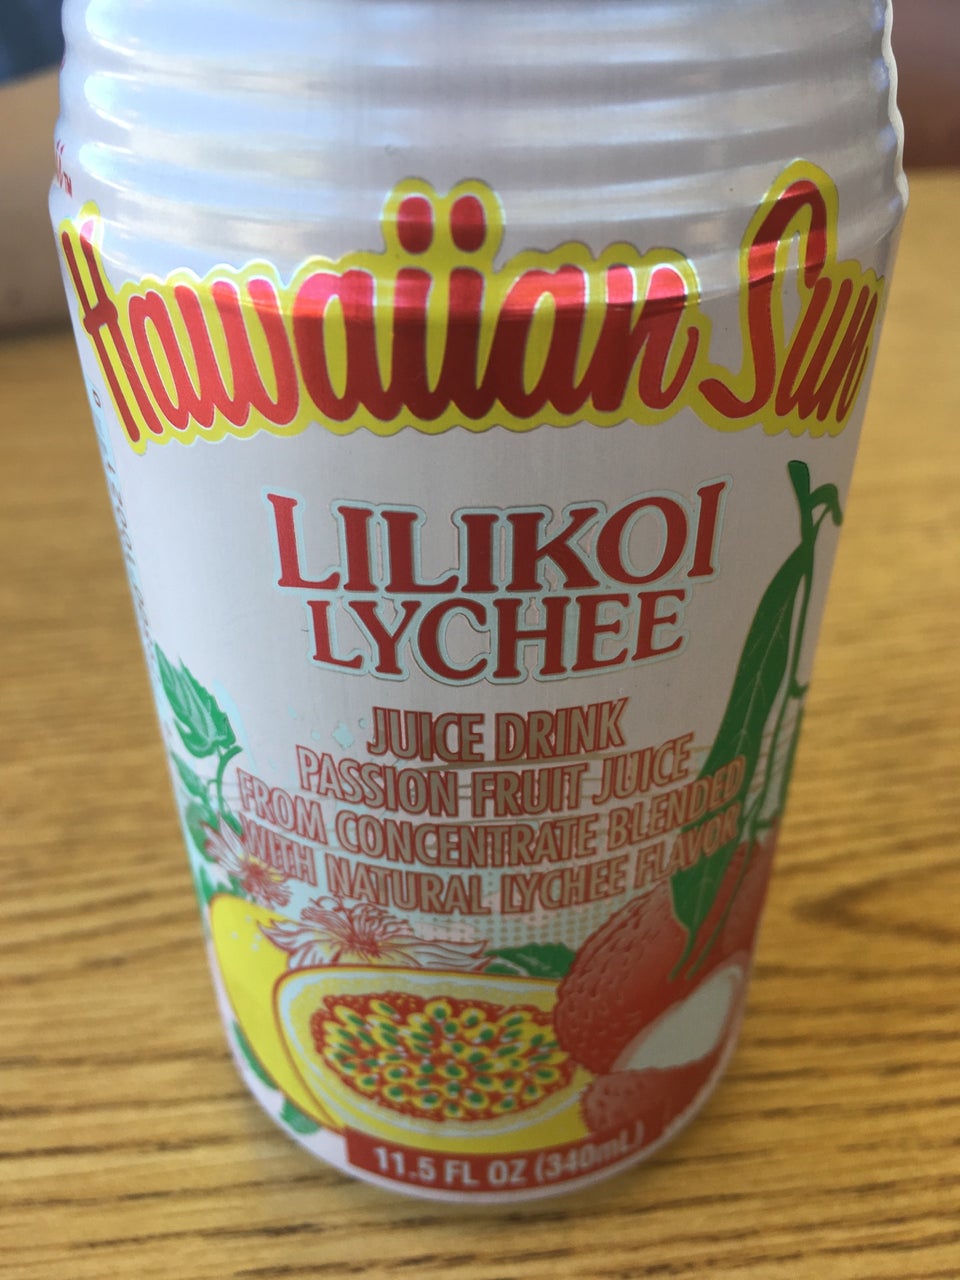 Hawaiian Sun
LILIKOI
LYCHEE
JUICE DRINK
PASSION FRUIT JUICE
FROM CONCENTRATE BLENDED
WITH NATURAL LYCHEE FLAVOR
11.5 FL OZ (340mL)